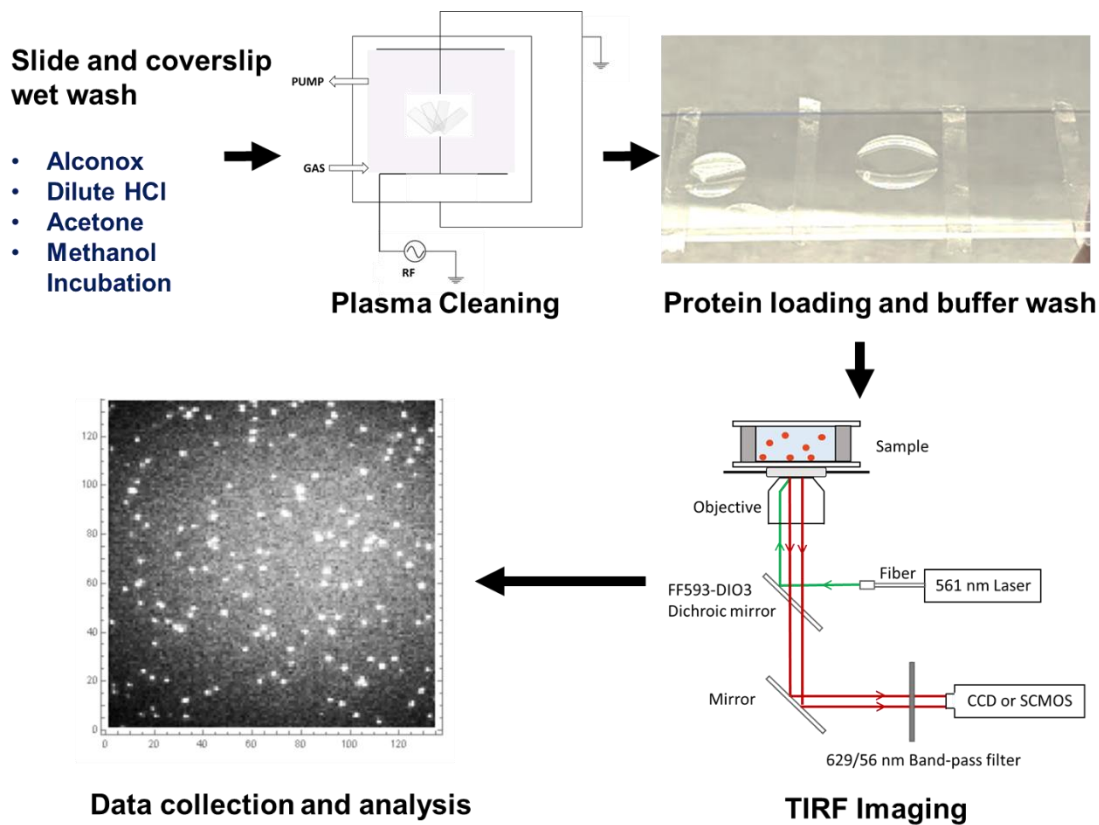 Slide and coverslip
wet wash
• Alconox
• Dilute HCl
• Acetone
• Methanol
Incubation
PUMP
GAS
RF
Plasma Cleaning
Protein loading and buffer wash
Sample
Objective
Fiber
561 nm Laser
FF593-DIO3
Dichroic mirror
Mirror
CCD or SCMOS
629/56 nm Band-pass filter
TIRF Imaging
120
100
80
60
40
20
0
0 20 40 60 80 100 120
Data collection and analysis